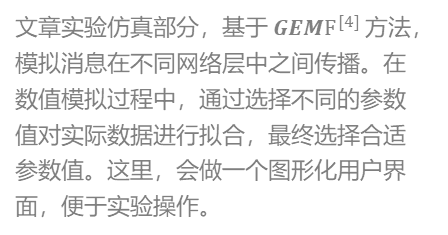 文章实验仿真部分，基于 GEMF[4] 方法，
模拟消息在不同网络层中之间传播。在
数值模拟过程中，通过选择不同的参数
值对实际数据进行拟合，最终选择合适
参数值。这里，会做一个图形化用户界
面，便于实验操作。